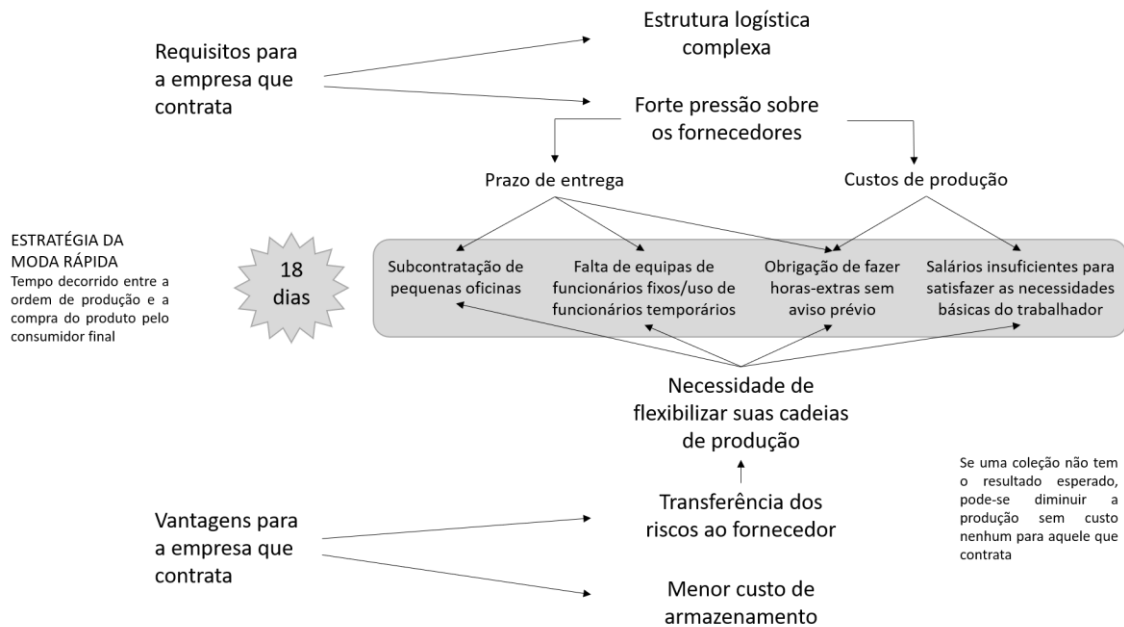 Requisitos para
a empresa que
contrata
Estrutura logística
complexa
Forte pressão sobre
os fornecedores
Prazo de entrega
Custos de produção
ESTRATÉGIA DA
MODA RÁPIDA
Tempo decorrido entre a
ordem de produção e a
compra do produto pelo
consumidor final
18
dias
Subcontratação de
pequenas oficinas
Falta de equipas de
funcionários fixos/uso de
funcionários temporários
Obrigação de fazer
horas-extras sem
aviso prévio
Salários insuficientes para
satisfazer as necessidades
básicas do trabalhador
Necessidade de
flexibilizar suas cadeias
de produção
Se uma coleção não tem
o resultado esperado,
pode-se diminuir a
produção sem custo
nenhum para aquele que
contrata
Vantagens para
a empresa que
contrata
Transferência dos
riscos ao fornecedor
Menor custo de
armazenamento